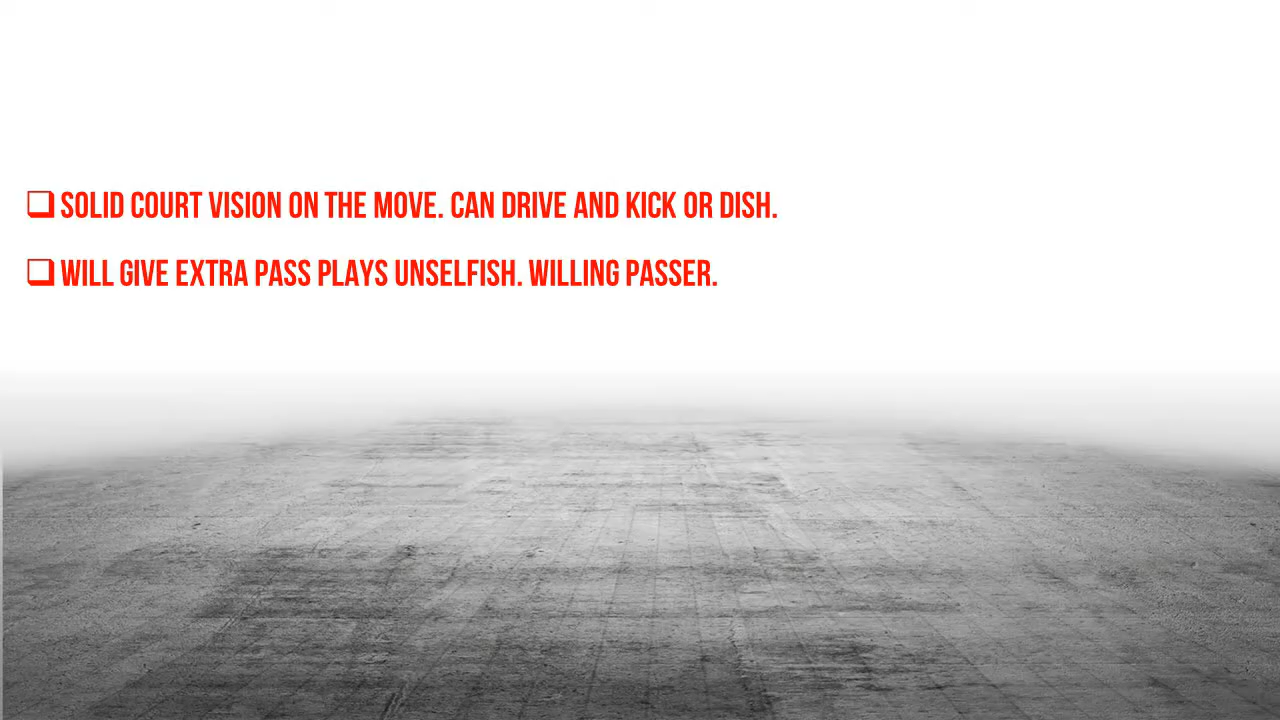 ❑ SOLID COURT VISION ON THE MOVE. CAN DRIVE AND KICK OR DISH.
❑ WILL GIVE EXTRA PASS PLAYS UNSELFISH. WILLING PASSER.